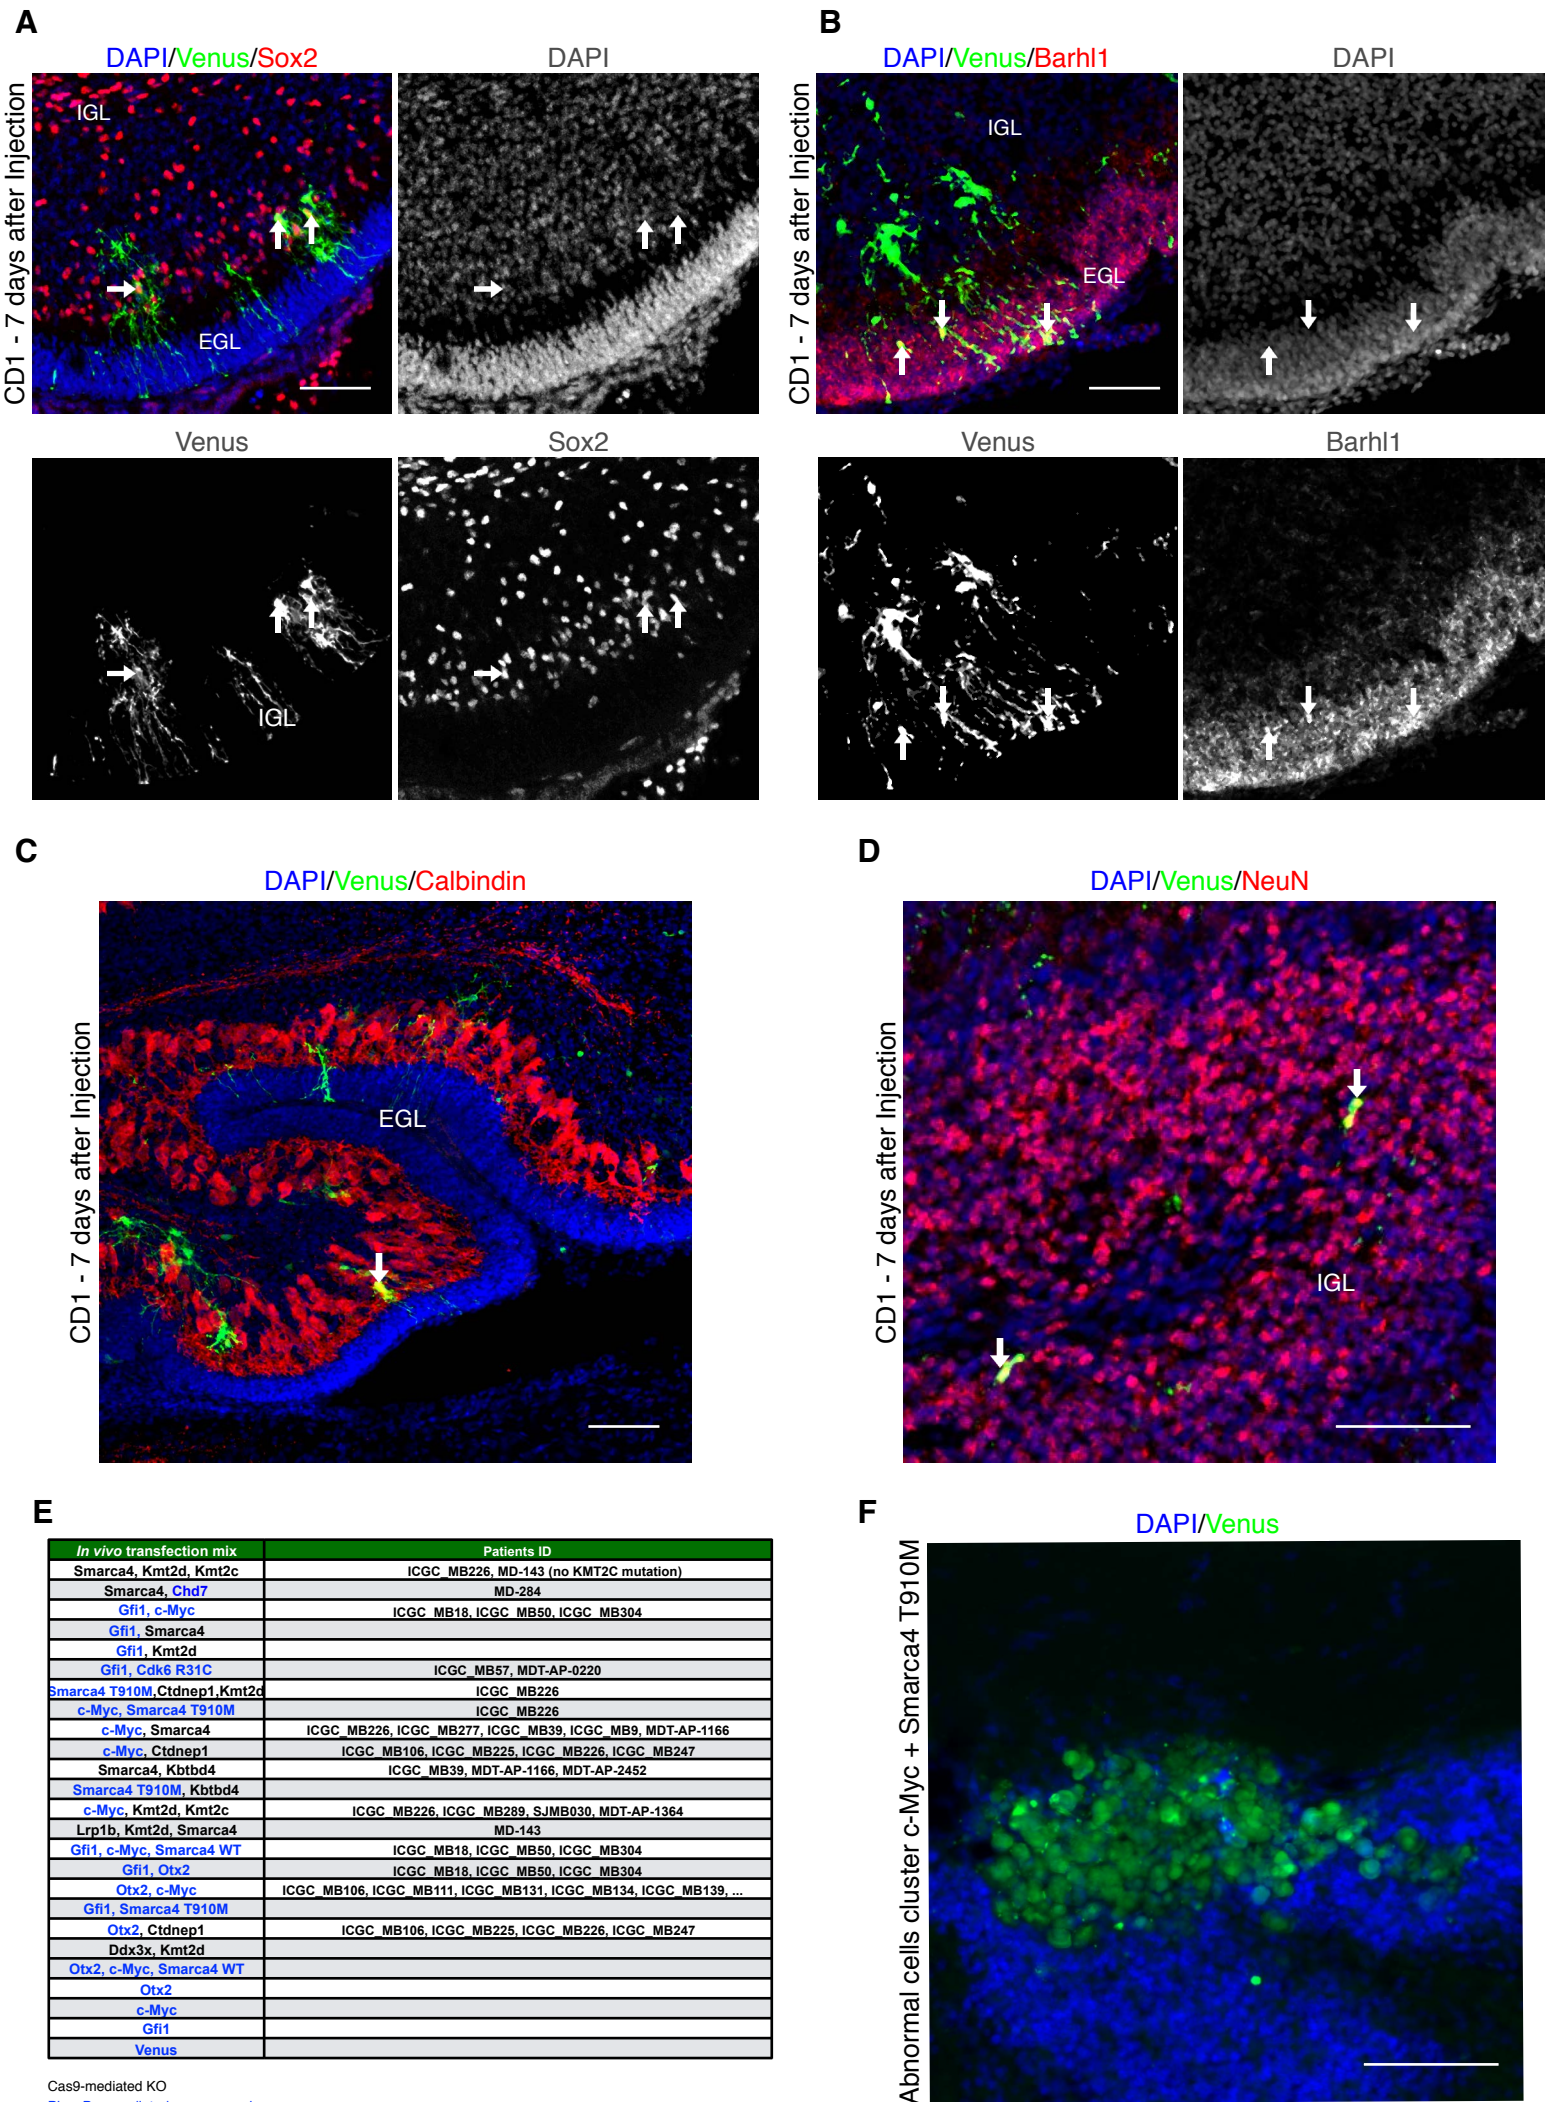 A
DAPI/Venus/Sox2
DAPI
CD1 - 7 days after Injection
IGL
EGL
Venus
Sox2
IGL
B
DAPI/Venus/Barhl1
DAPI
CD1 - 7 days after Injection
IGL
EGL
Venus
Barhl1
C
DAPI/Venus/Calbindin
CD1 - 7 days after Injection
EGL
D
DAPI/Venus/NeuN
CD1 - 7 days after Injection
IGL
E
In vivo transfection mix Patients ID
Smarca4, Kmt2d, Kmt2c ICGC_MB226, MD-143 (no KMT2C mutation)
Smarca4, Chd7 MD-284
Gfi1, c-Myc ICGC_MB18, ICGC_MB50, ICGC_MB304
Gfi1, Smarca4
Gfi1, Kmt2d
Gfi1, Cdk6 R31C ICGC_MB57, MDT-AP-0220
Smarca4 T910M,Ctdnep1,Kmt2d ICGC_MB226
c-Myc, Smarca4 T910M ICGC_MB226
c-Myc, Smarca4 ICGC_MB226, ICGC_MB277, ICGC_MB39, ICGC_MB9, MDT-AP-1166
c-Myc, Ctdnep1 ICGC_MB106, ICGC_MB225, ICGC_MB226, ICGC_MB247
Smarca4, Kbtbd4 ICGC_MB39, MDT-AP-1166, MDT-AP-2452
Smarca4 T910M, Kbtbd4
c-Myc, Kmt2d, Kmt2c ICGC_MB226, ICGC_MB289, SJMB030, MDT-AP-1364
Lrp1b, Kmt2d, Smarca4 MD-143
Gfi1, c-Myc, Smarca4 WT ICGC_MB18, ICGC_MB50, ICGC_MB304
Gfi1, Otx2 ICGC_MB18, ICGC_MB50, ICGC_MB304
Otx2, c-Myc ICGC_MB106, ICGC_MB111, ICGC_MB131, ICGC_MB134, ICGC_MB139, ...
Gfi1, Smarca4 T910M
Otx2, Ctdnep1 ICGC_MB106, ICGC_MB225, ICGC_MB226, ICGC_MB247
Ddx3x, Kmt2d
Otx2, c-Myc, Smarca4 WT
Otx2
c-Myc
Gfi1
Venus
Cas9-mediated KO
F
DAPI/Venus
Abnormal cells cluster c-Myc + Smarca4 T910M